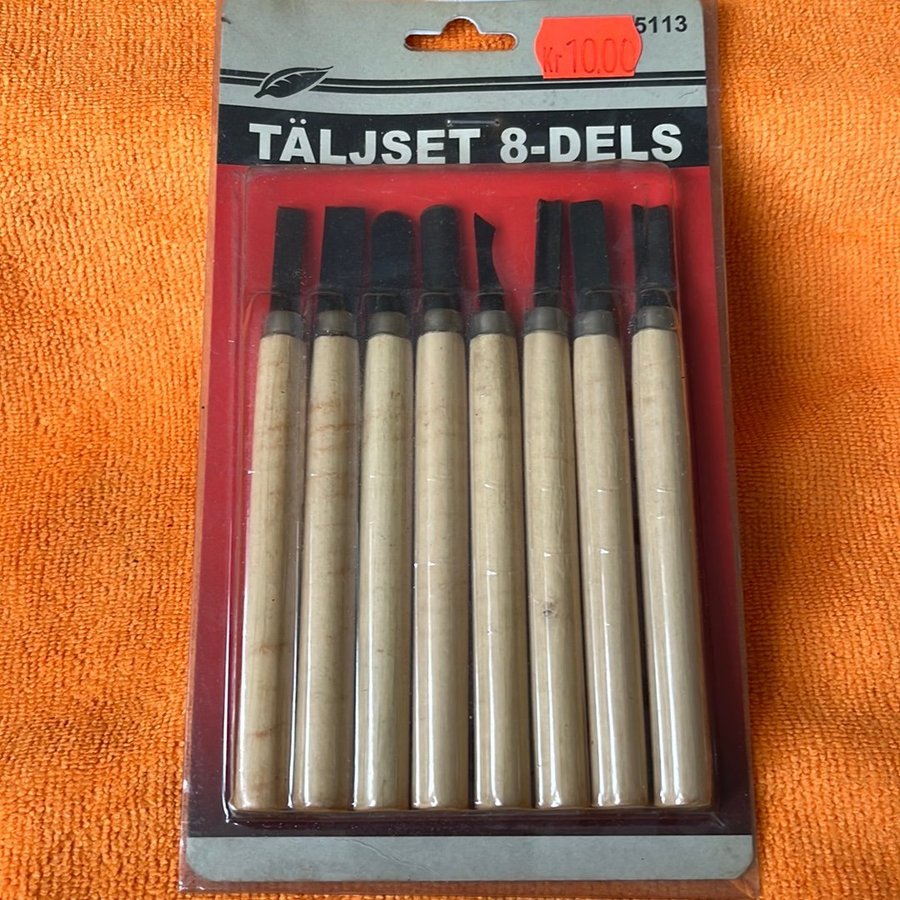 5113
Kr 10.00
TÄLJSET 8-DELS